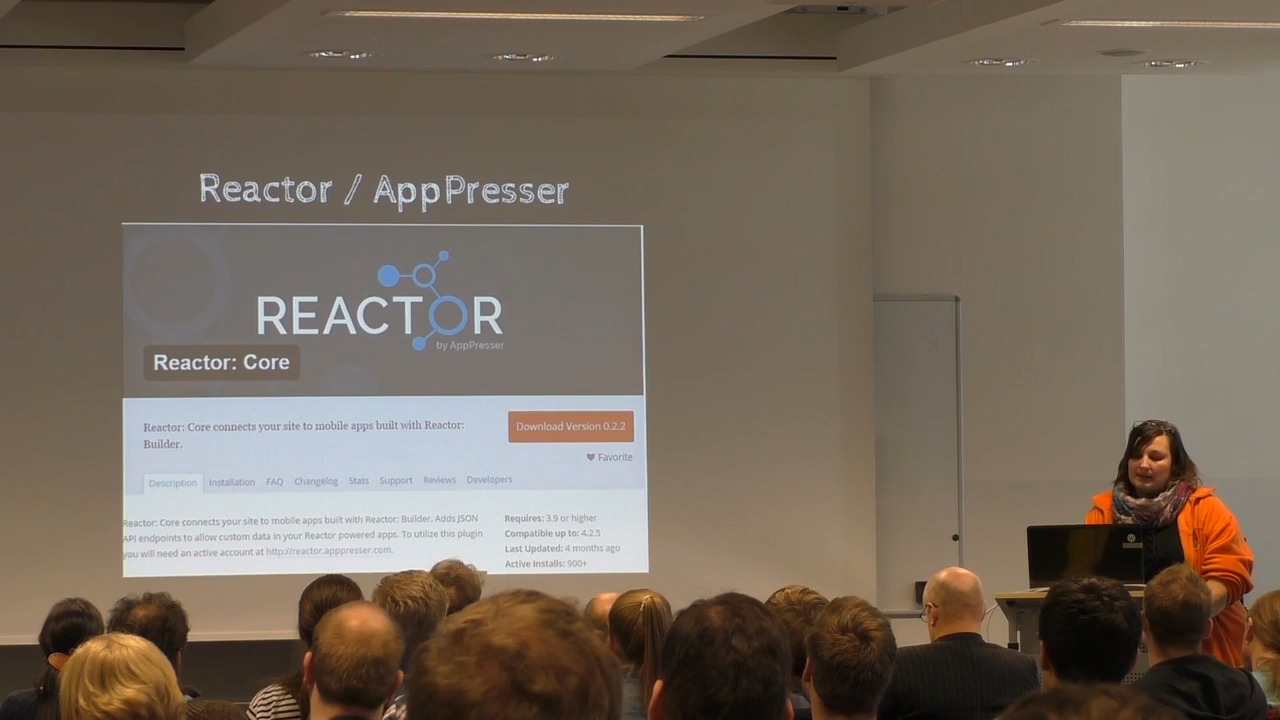 Reactor / AppPresser
REACTOR
by AppPresser
Reactor: Core
Reactor: Core connects your site to mobile apps built with Reactor:
Builder.
Download Version 0.2.2
Favorite
Description Installation FAQ Changelog Stats Support Reviews Developers
Reactor: Core connects your site to mobile apps built with Reactor: Builder. Adds JSON
API endpoints to allow custom data in your Reactor powered apps. To utilize this plugin
you will need an active account at http://reactor.apppresser.com.
Requires: 3.9 or higher
Compatible up to: 4.2.5
Last Updated: 4 months ago
Active Installs: 900+